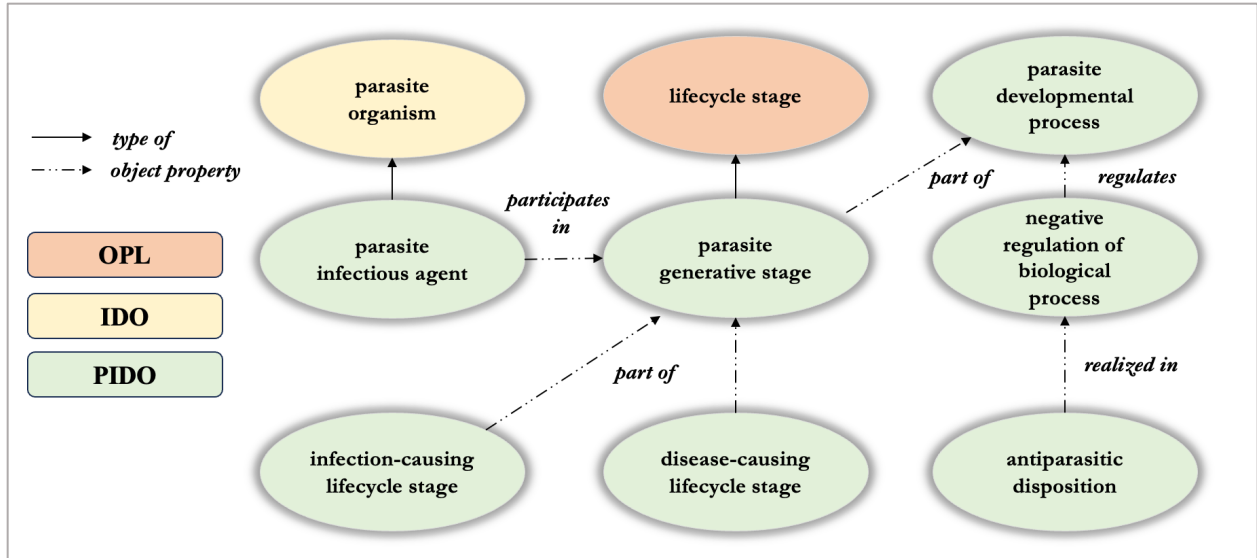 parasite
organism
lifecycle stage
parasite
developmental
process
type of
object property
part of
regulates
participates
in
parasite
infectious agent
parasite
generative stage
negative
regulation of
biological
process
OPL
IDO
PIDO
part of
realized in
infection-causing
lifecycle stage
disease-causing
lifecycle stage
antiparasitic
disposition